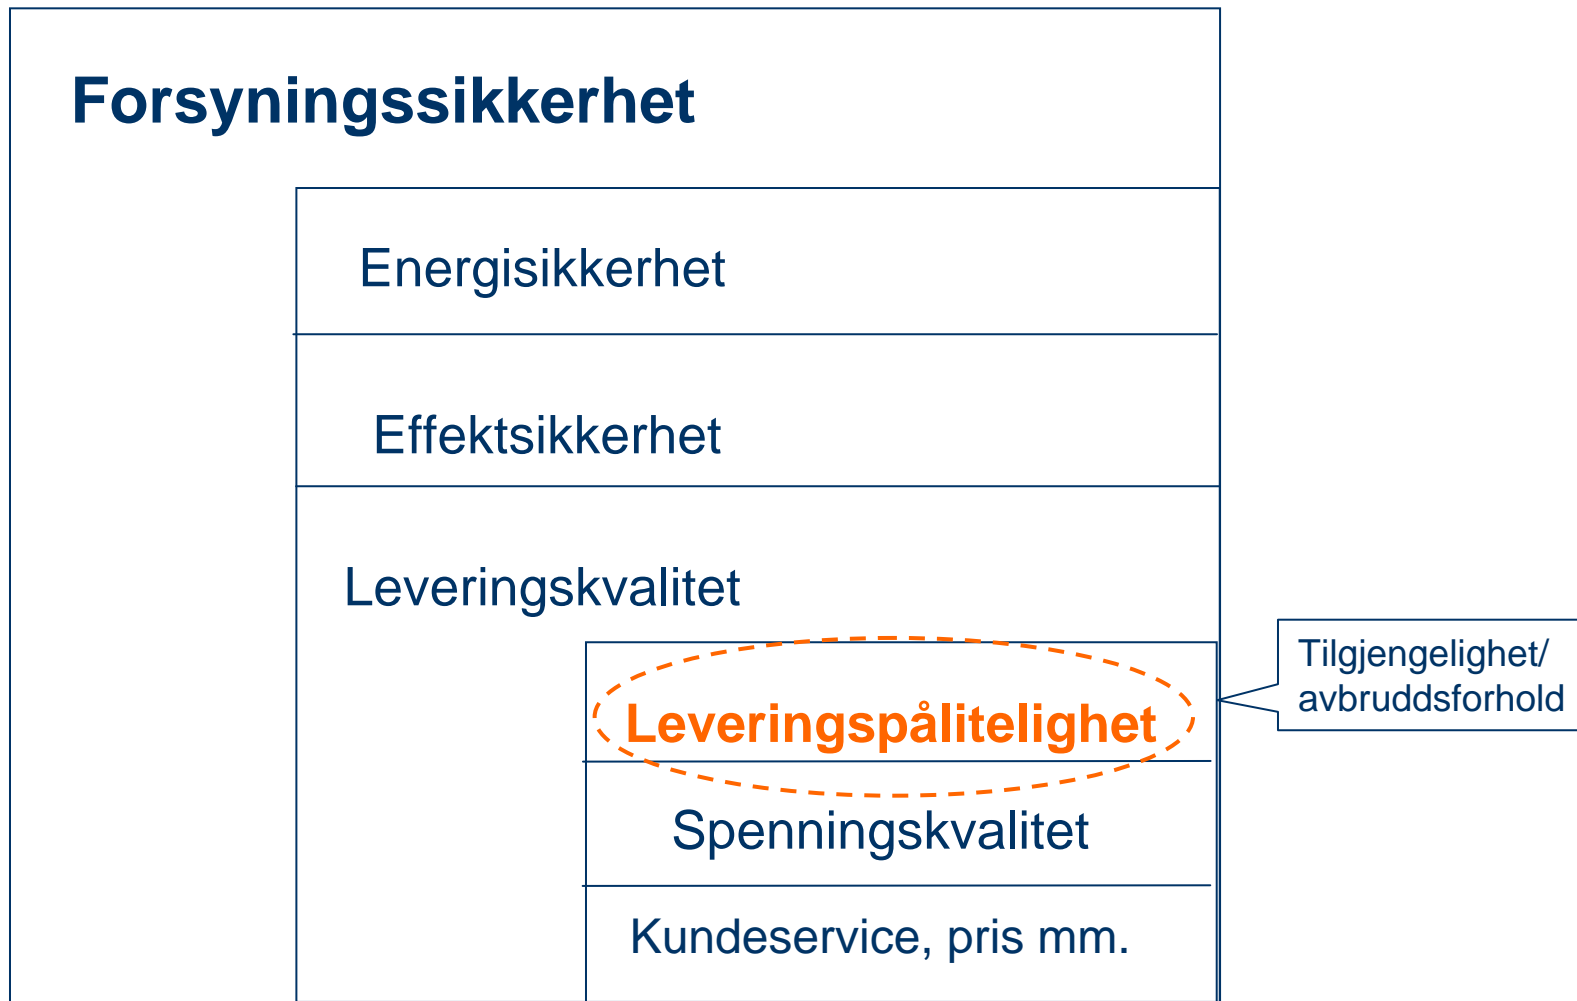 Forsyningssikkerhet
Energisikkerhet
Effektsikkerhet
Leveringskvalitet
Leveringspålitelighet
Tilgjengelighet/
avbruddsforhold
Spenningskvalitet
Kundeservice, pris mm.